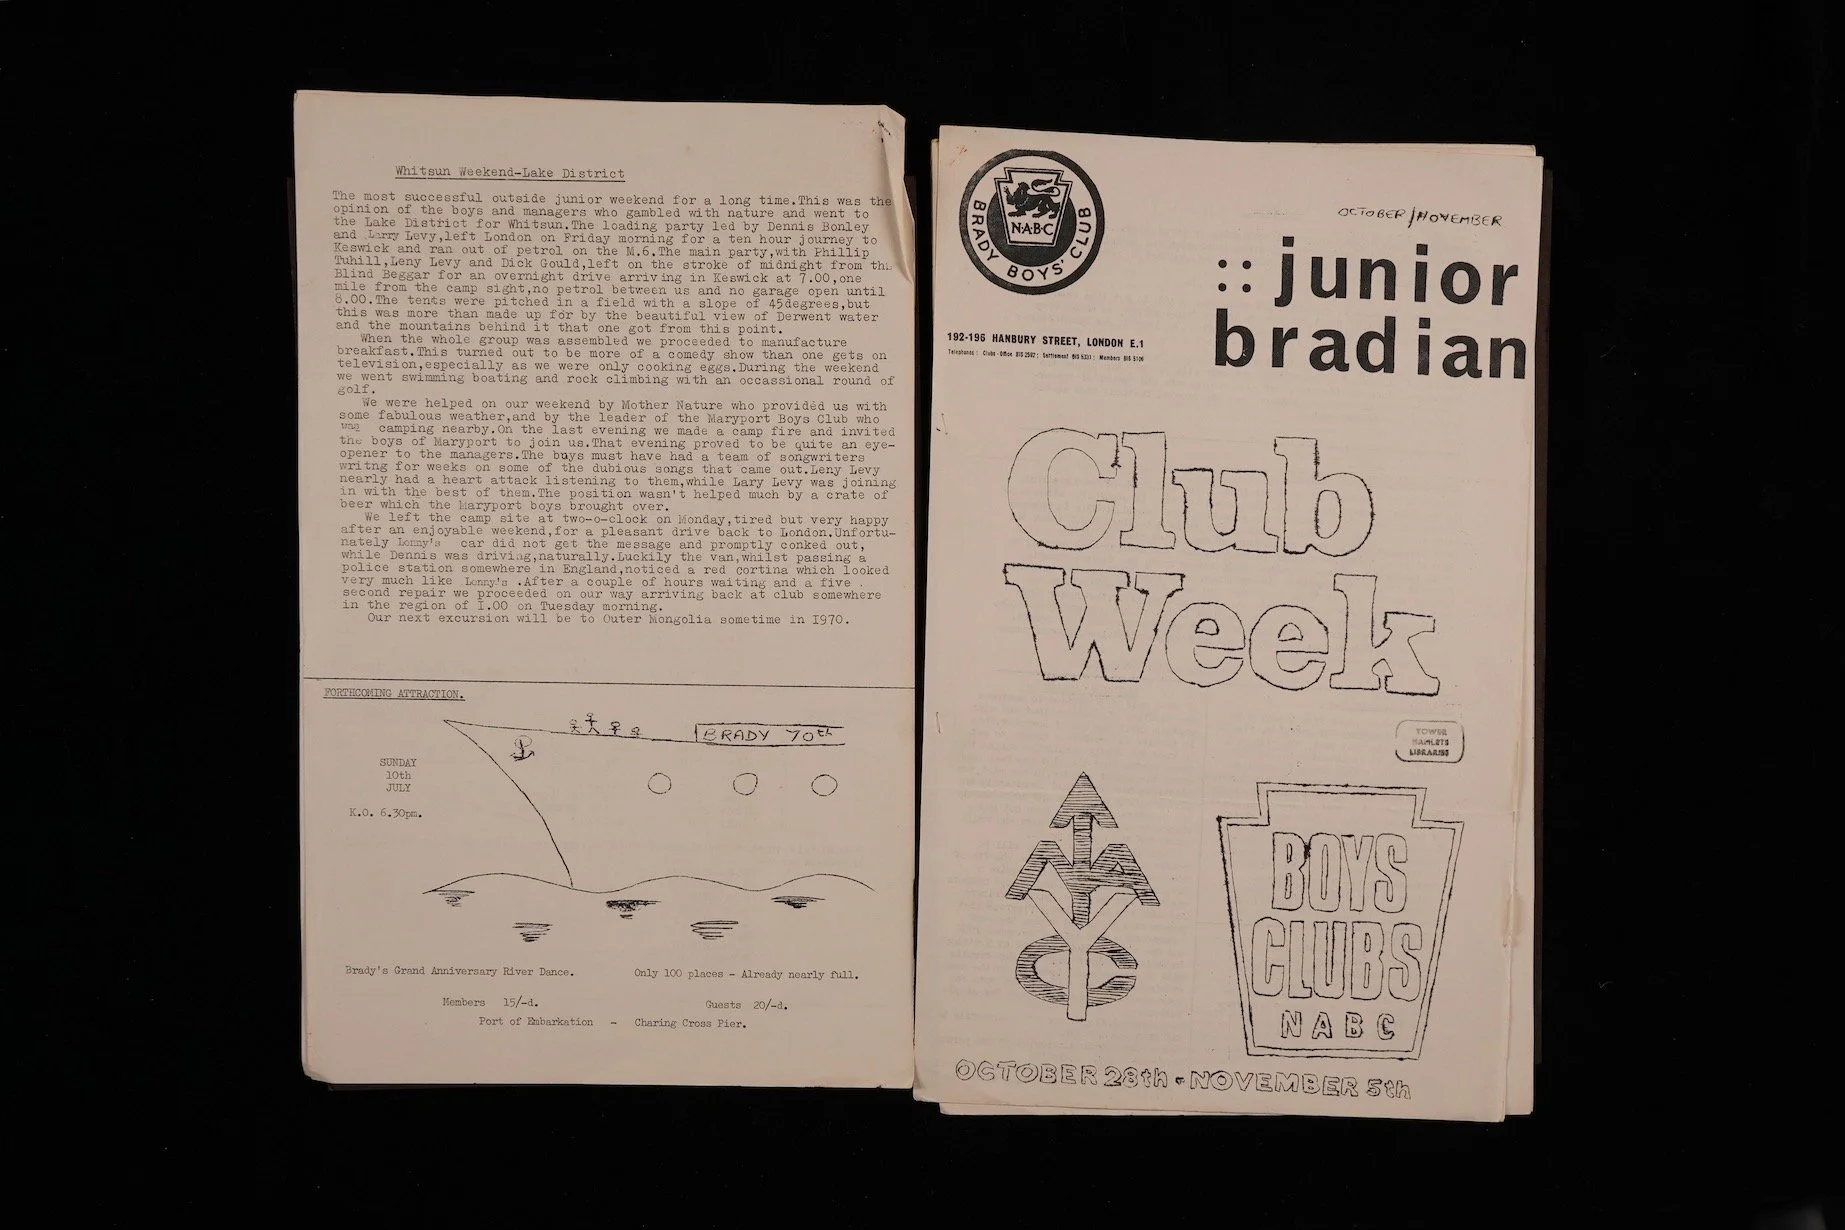 Whitsun Weekend-Lake District
The most successful outside junior weekend for a long time.This was the
opinion of the boys and managers who gambled with nature and went to
the Lake District for Whitsun.The loading party led by Dennis Bonley
and Larry Levy,left London on Friday morning for a ten hour journey to
Keswick and ran out of petrol on the M.6.The main party,with Phillip
Tuhill,Leny Levy and Dick Gould,left on the stroke of midnight from the
Blind Beggar for an overnight drive arriving in Keswick at 7.00,one
mile from the camp sight,no petrol between us and no garage open until
8.00.The tents were pitched in a field with a slope of 45degrees,but
this was more than made up for by the beautiful view of Derwent water
and the mountains behind it that one got from this point.
When the whole group was assembled we proceeded to manufacture
breakfast.This turned out to be more of a comedy show than one gets on
television,especially as we were only cooking eggs.During the weekend
we went swimming boating and rock climbing with an occassional round of
golf.
We were helped on our weekend by Mother Nature who provided us with
some fabulous weather,and by the leader of the Maryport Boys Club who
was camping nearby.On the last evening we made a camp fire and invited
the boys of Maryport to join us.That evening proved to be quite an eye-
opener to the managers.The buys must have had a team of songwriters
writng for weeks on some of the dubious songs that came out.Leny Levy
nearly had a heart attack listening to them,while Lary Levy was joining
in with the best of them.The position wasn't helped much by a crate of
beer which the Maryport boys brought over.
We left the camp site at two-o-clock on Monday,tired but very happy
after an enjoyable weekend,for a pleasant drive back to London.Unfortu-
nately Lenny's car did not get the message and promptly conked out,
while Dennis was driving,naturally.Luckily the van,whilst passing a
police station somewhere in England,noticed a red cortina which looked
very much like Lenny's .After a couple of hours waiting and a five
second repair we proceeded on our way arriving back at club somewhere
in the region of I.00 on Tuesday morning.
Our next excursion will be to Outer Mongolia sometime in I970.
FORTHCOMING ATTRACTION.
BRADY 70th
SUNDAY
10th
JULY
K.O. 6.30pm.
Brady's Grand Anniversary River Dance. Only 100 places - Already nearly full.
Members 15/-d. Guests 20/-d.
Port of Embarkation - Charing Cross Pier.
N·A·B·C
BRADY BOYS' CLUB
OCTOBER/NOVEMBER
:: junior
bradian
192-196 HANBURY STREET, LONDON E.1
Telephones : Clubs - Office BIS 2592 ; Settlement BIS 5331 ; Members BIS 5106
Club
Week
TOWER
HAMLETS
LIBRARIES
BOYS
CLUBS
NABC
OCTOBER 28th - NOVEMBER 5th